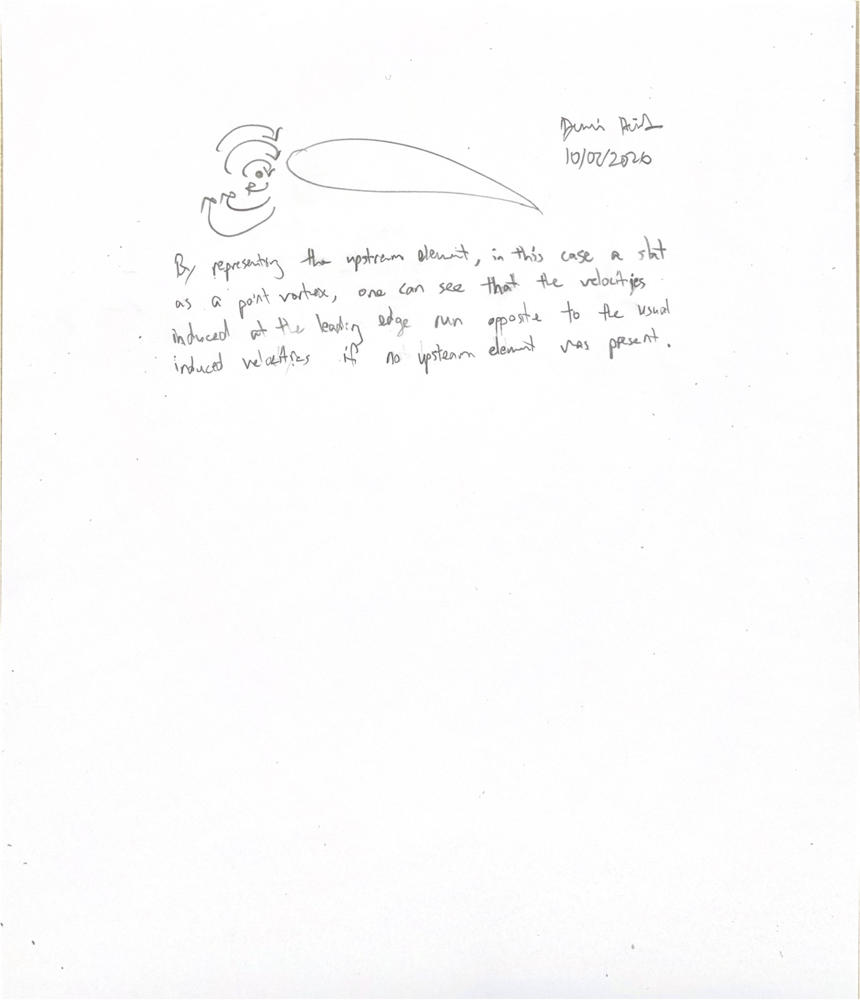 10/02/2020
By representing the upstream element, in this case a slat
as a point vortex, one can see that the velocities
induced at the leading edge run opposite to the usual
induced velocities if no upsteam element was present.